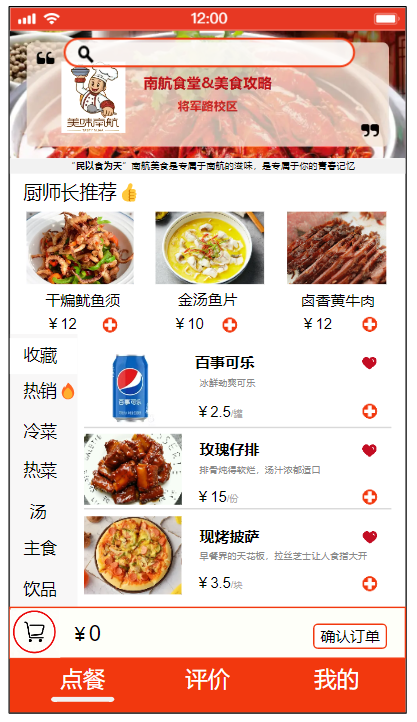 12:00
南航食堂&美食攻略
将军路校区
美味南航
“民以食为天”南航美食是专属于南航的滋味，是专属于你的青春记忆
厨师长推荐
干煸鱿鱼须 金汤鱼片 卤香黄牛肉
￥12 ￥10 ￥12
收藏
热销
冷菜
热菜
汤
主食
饮品
百事可乐
冰鲜劲爽可乐
￥2.5/罐
百事可乐
玫瑰仔排
排骨炖得软烂，汤汁浓郁适口
￥15/份
现烤披萨
早餐界的天花板，拉丝芝士让人食指大开
￥3.5/块
￥0
确认订单
点餐 评价 我的